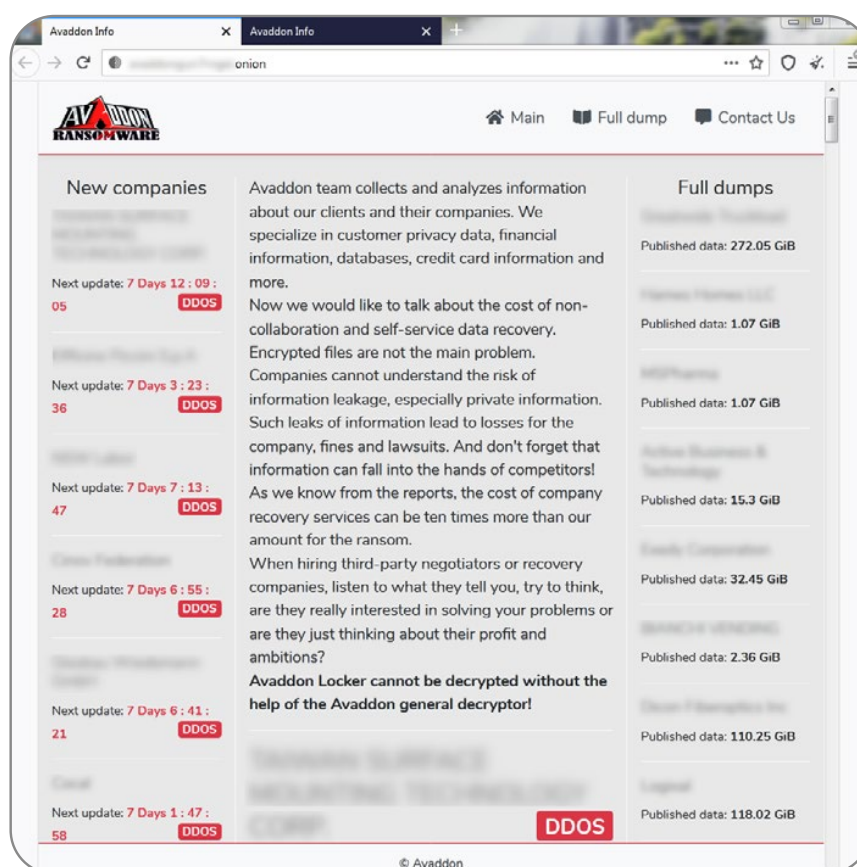 Avaddon Info
Avaddon Info
onion
AVADDON
RANSOMWARE
Main
Full dump
Contact Us
New companies
Next update: 7 Days 12 : 09 :
05
DDOS
Next update: 7 Days 3 : 23 :
36
DDOS
Next update: 7 Days 7 : 13 :
47
DDOS
Next update: 7 Days 6 : 55 :
28
DDOS
Next update: 7 Days 6 : 41 :
21
DDOS
Next update: 7 Days 1 : 47 :
58
DDOS
Avaddon team collects and analyzes information
about our clients and their companies. We
specialize in customer privacy data, financial
information, databases, credit card information and
more.
Now we would like to talk about the cost of non-
collaboration and self-service data recovery.
Encrypted files are not the main problem.
Companies cannot understand the risk of
information leakage, especially private information.
Such leaks of information lead to losses for the
company, fines and lawsuits. And don't forget that
information can fall into the hands of competitors!
As we know from the reports, the cost of company
recovery services can be ten times more than our
amount for the ransom.
When hiring third-party negotiators or recovery
companies, listen to what they tell you, try to think,
are they really interested in solving your problems or
are they just thinking about their profit and
ambitions?
Avaddon Locker cannot be decrypted without the
help of the Avaddon general decryptor!
DDOS
Full dumps
Published data: 272.05 GiB
Published data: 1.07 GiB
Published data: 1.07 GiB
Published data: 15.3 GiB
Published data: 32.45 GiB
Published data: 2.36 GiB
Published data: 110.25 GiB
Published data: 118.02 GiB
© Avaddon